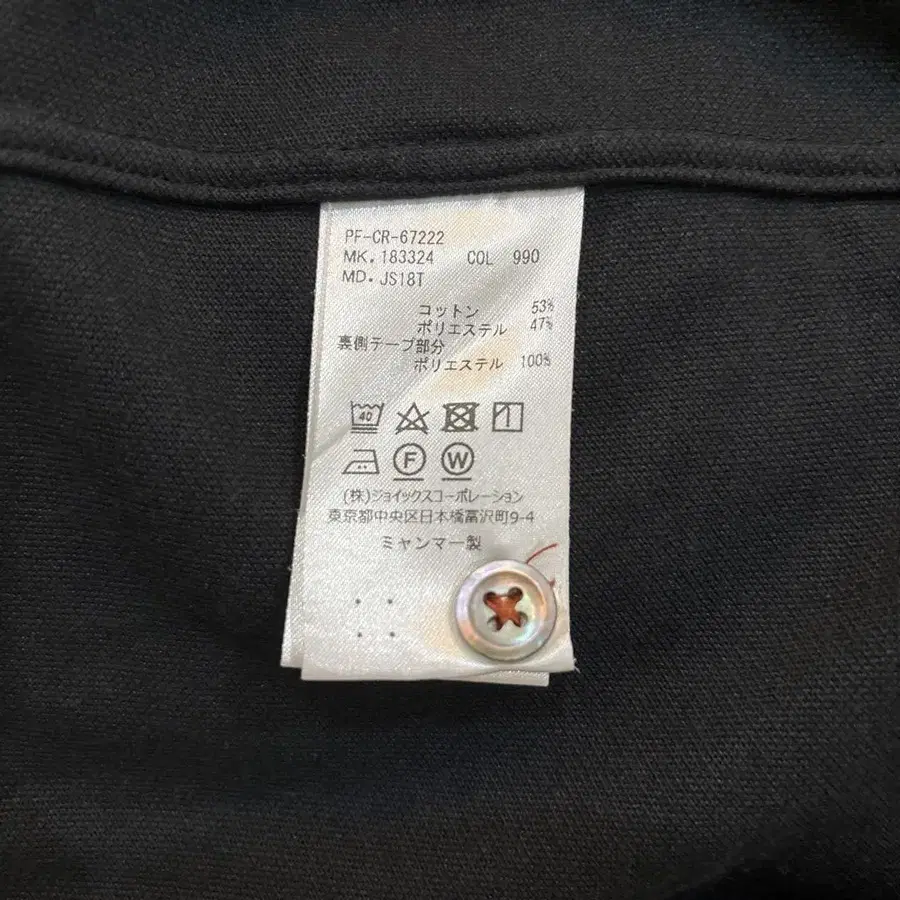 PF-CR-67222
MK. 183324 COL 990
MD. JS18T
コットン 53%
ポリエステル 47%
裏側テープ部分
ポリエステル 100%
40
F W
(株)ジョイックスコーポレーション
東京都中央区日本橋富沢町9-4
ミャンマー製